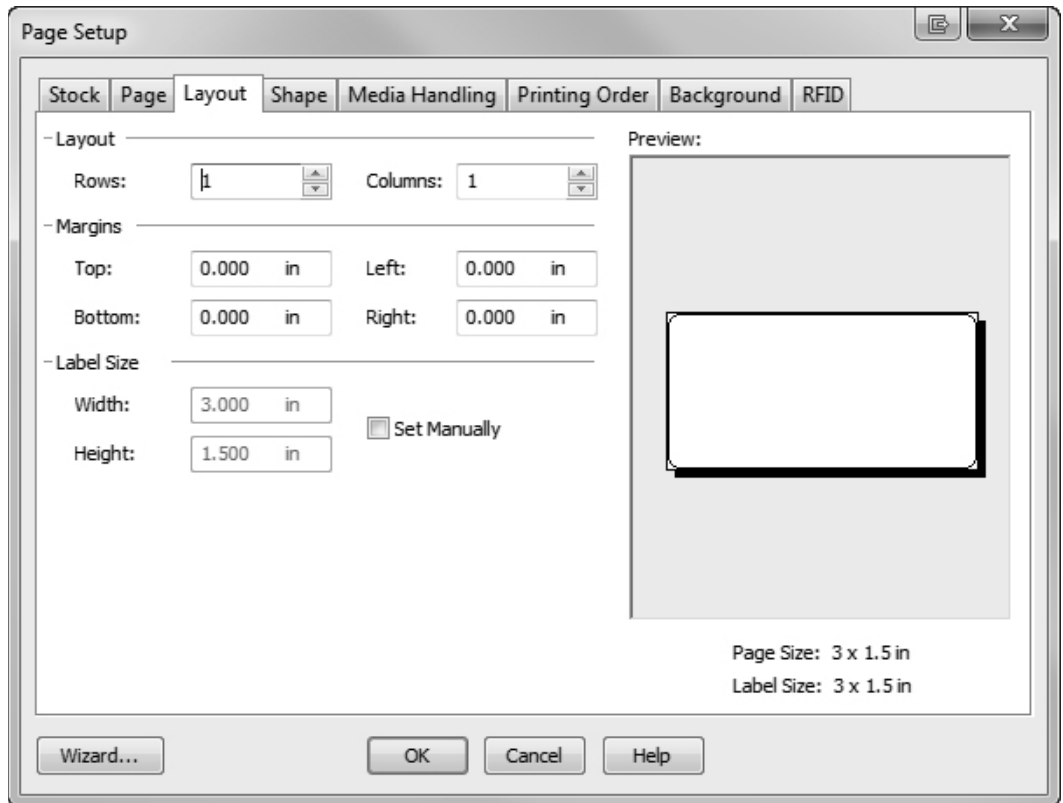 Page Setup
Stock Page Layout Shape Media Handling Printing Order Background RFID
Layout
Rows: 1 Columns: 1
Margins
Top: 0.000 in Left: 0.000 in
Bottom: 0.000 in Right: 0.000 in
Label Size
Width: 3.000 in
Set Manually
Height: 1.500 in
Preview:
Page Size: 3 x 1.5 in
Label Size: 3 x 1.5 in
Wizard... OK Cancel Help